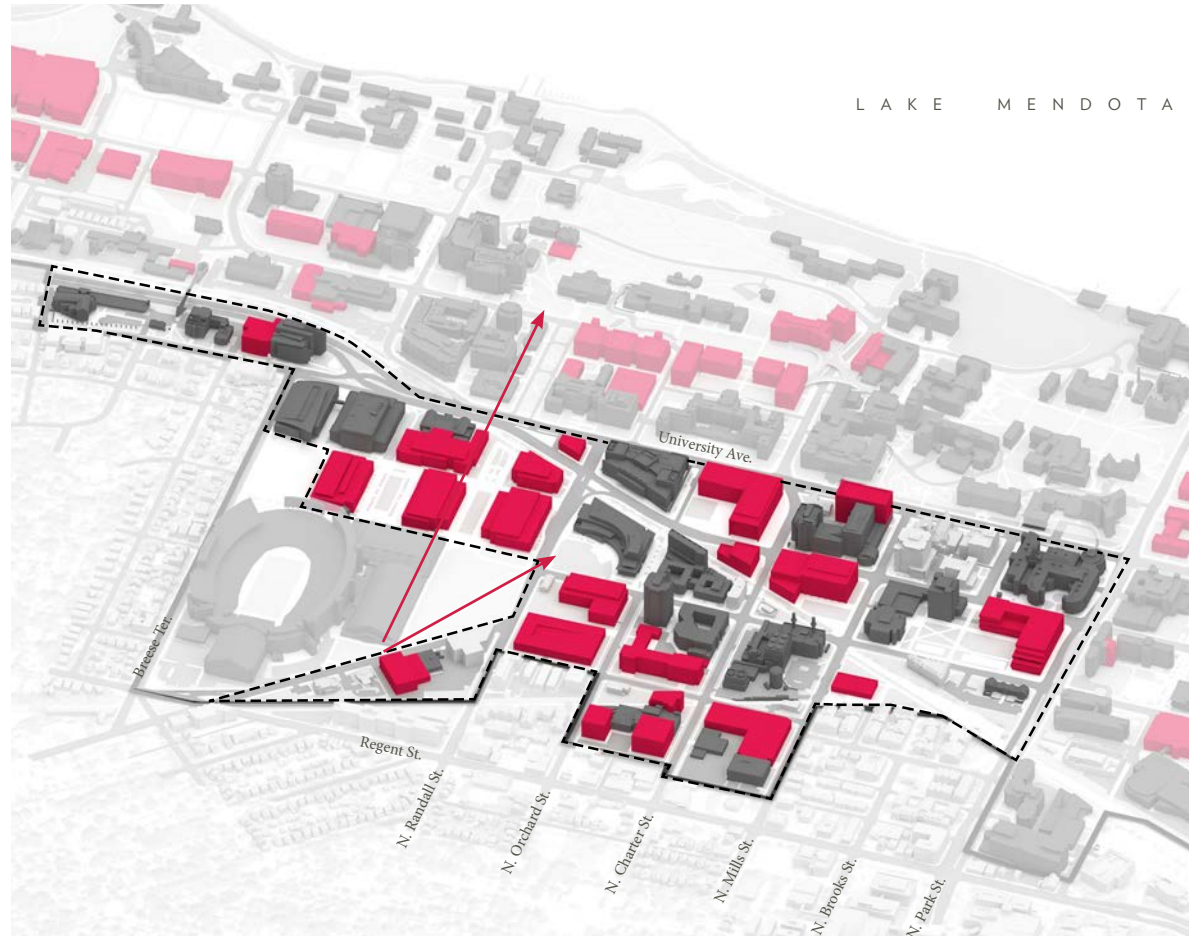 LAKE MENDOTA
University Ave.
Breese Ter.
Regent St.
N. Randall St.
N. Orchard St.
N. Charter St.
N. Mills St.
N. Brooks St.
N. Park St.